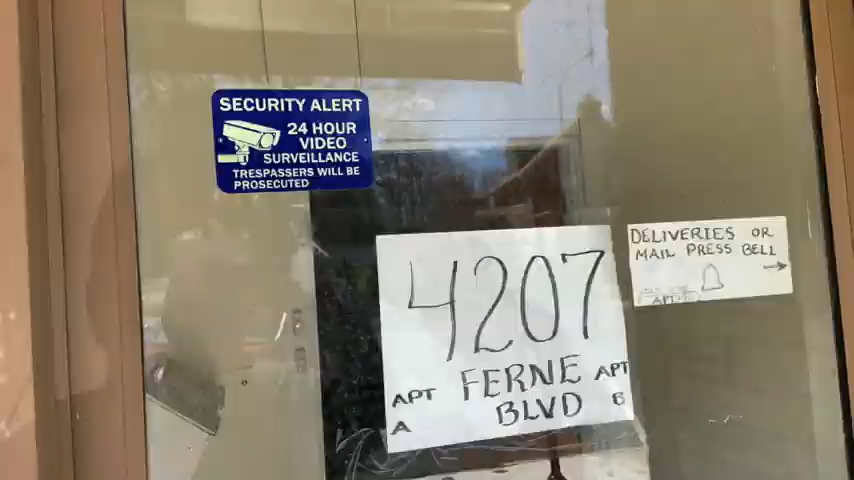 SECURITY ALERT
24 HOUR
VIDEO
SURVEILLANCE
TRESPASSERS WILL BE
PROSECUTED
DELIVERIES OR
MAIL PRESS BELL
APT
4207
FERNE
BLVD
APT
A
APT
B